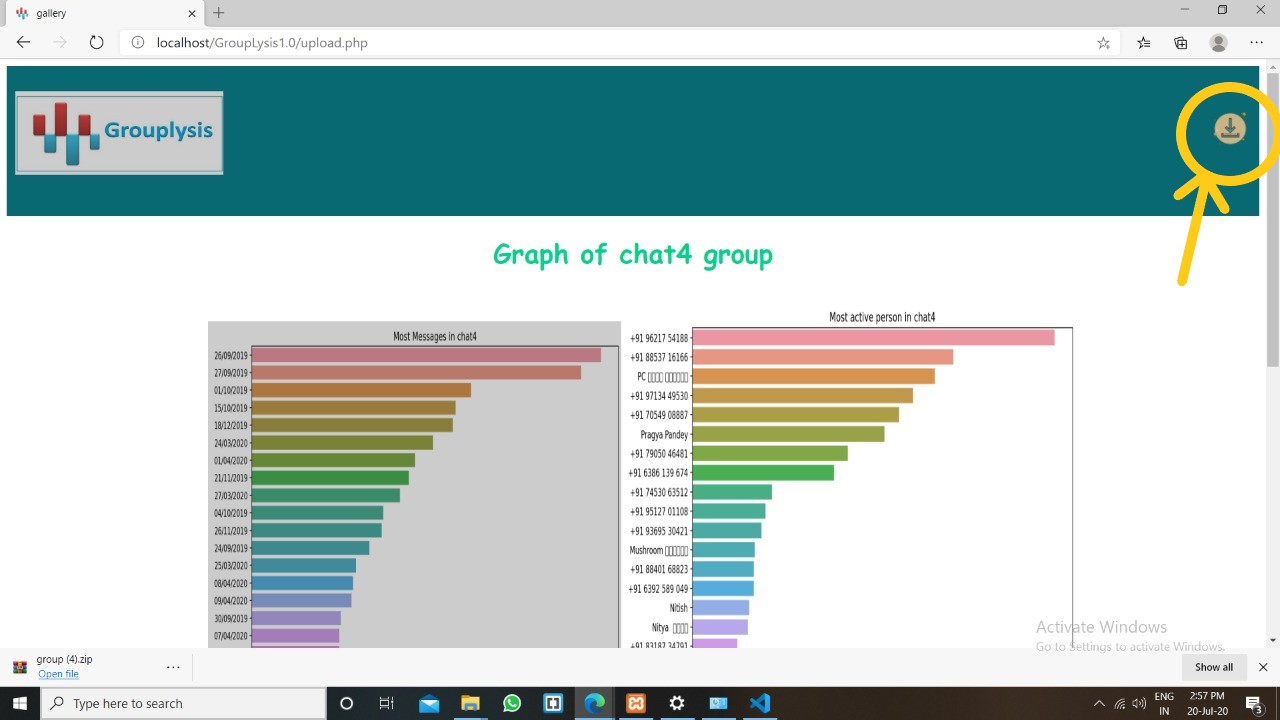 gallery
localhost/GroupLysis1.0/upload.php
Grouplysis
Graph of chat4 group
Most Messages in chat4
26/09/2019
27/09/2019
01/10/2019
15/10/2019
18/12/2019
24/03/2020
01/04/2020
21/11/2019
27/03/2020
04/10/2019
26/11/2019
24/09/2019
25/03/2020
08/04/2020
09/04/2020
30/09/2019
07/04/2020
Most active person in chat4
+91 96217 54188
+91 88537 16166
PC
+91 97134 49530
+91 70549 08887
Pragya Pandey
+91 79050 46481
+91 6386 139 674
+91 74530 63512
+91 95127 01108
+91 93695 30421
Mushroom
+91 88401 68823
+91 6392 589 049
Nitish
Nitya
+91 83187 34791
Activate Windows
Go to Settings to activate Windows.
group (4).zip
Open file
Show all
Type here to search
ENG
IN
2:57 PM
20-Jul-20
3